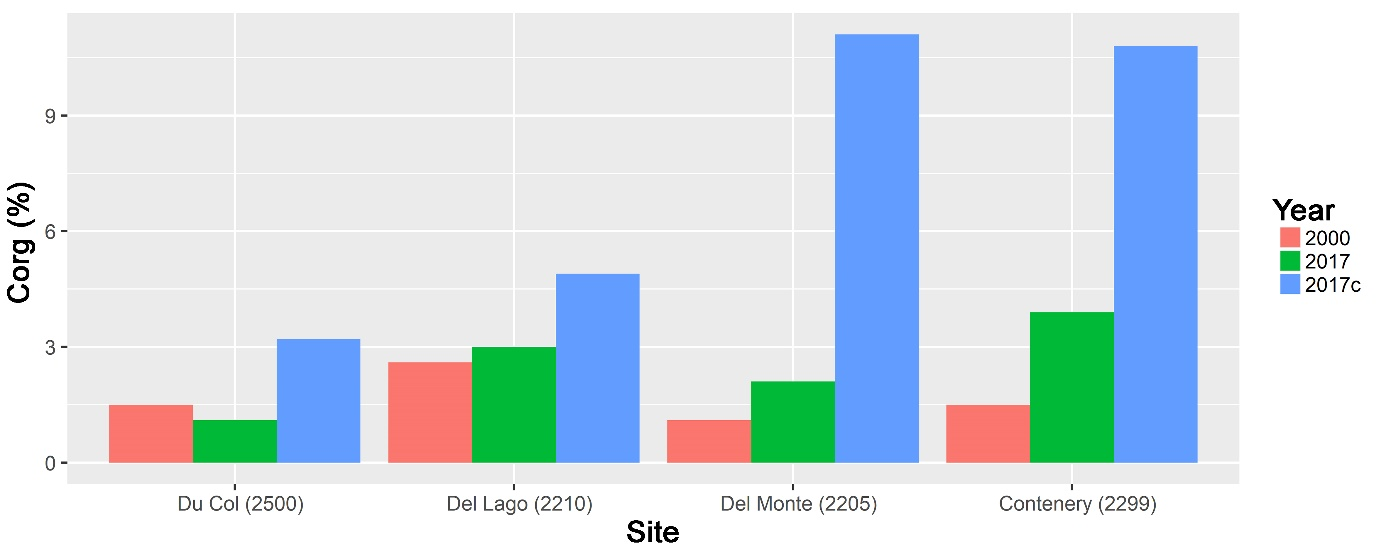 Corg (%)
9
6
3
0
Du Col (2500)
Del Lago (2210)
Del Monte (2205)
Contenery (2299)
Site
Year
2000
2017
2017c